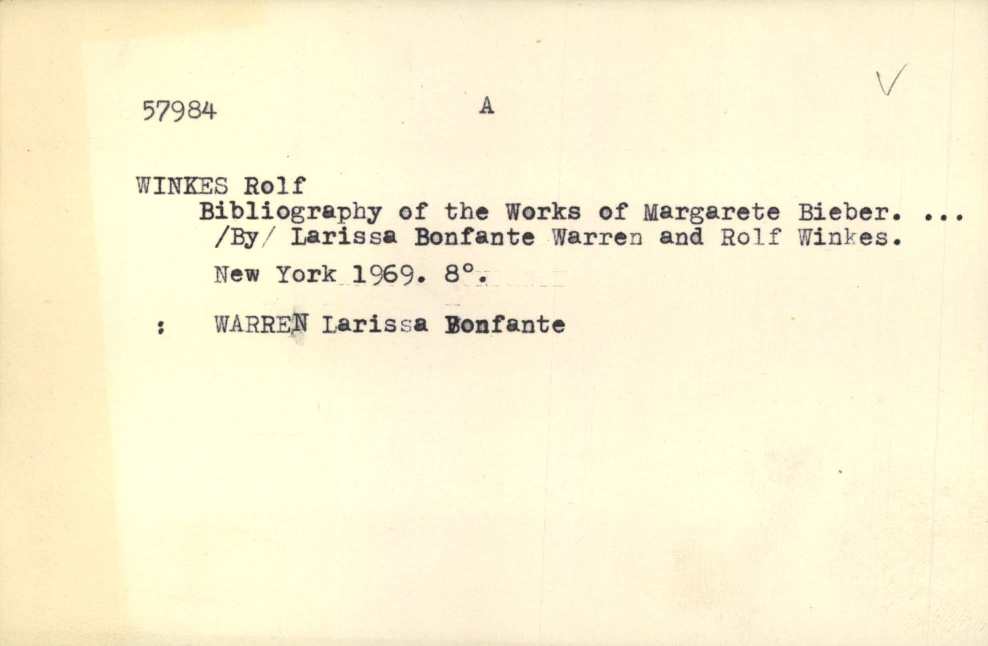 57984 A
WINKES Rolf
Bibliography of the Works of Margarete Bieber. ...
/By/ Larissa Bonfante Warren and Rolf Winkes.
New York 1969. 8°.
: WARREN Larissa Bonfante